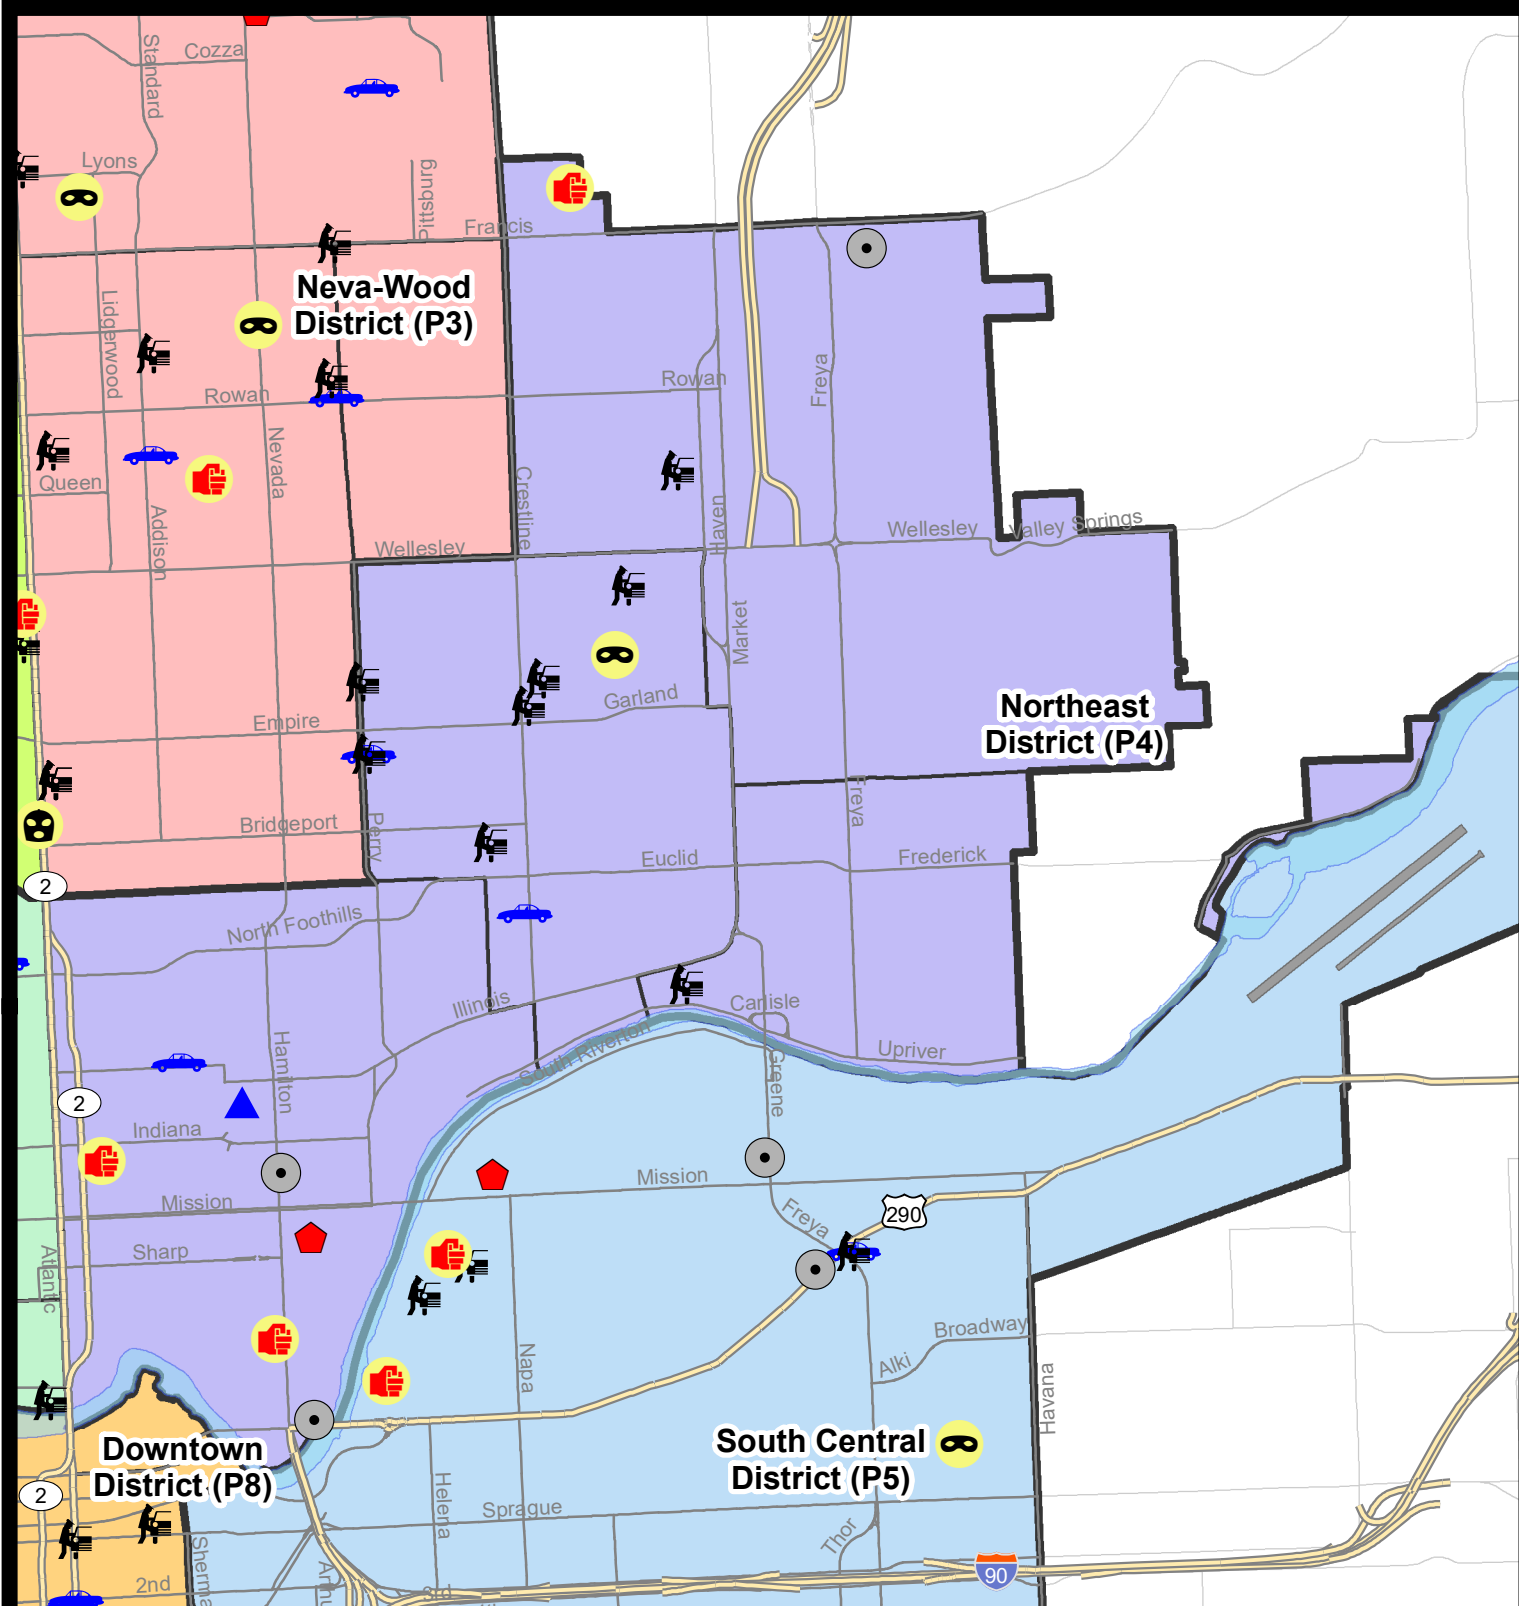 Cozza
Standard
Lyons
Pittsburg
Francis
Neva-Wood
District (P3)
Lidgerwood
Rowan
Rowan
Freya
Nevada
Queen
Crestline
Addison
Haven
Wellesley
Valley Springs
Wellesley
Market
Garland
Northeast
District (P4)
Empire
Bridgeport
Perry
Freya
Euclid
Frederick
2
North Foothills
Illinois
Carlisle
South Riverton
Upriver
Hamilton
Greene
2
Indiana
Mission
Mission
Freya
290
Sharp
Atlantic
Broadway
Alki
Napa
Havana
Downtown
District (P8)
South Central
District (P5)
2
Helena
Sprague
Thor
2nd
3rd
90